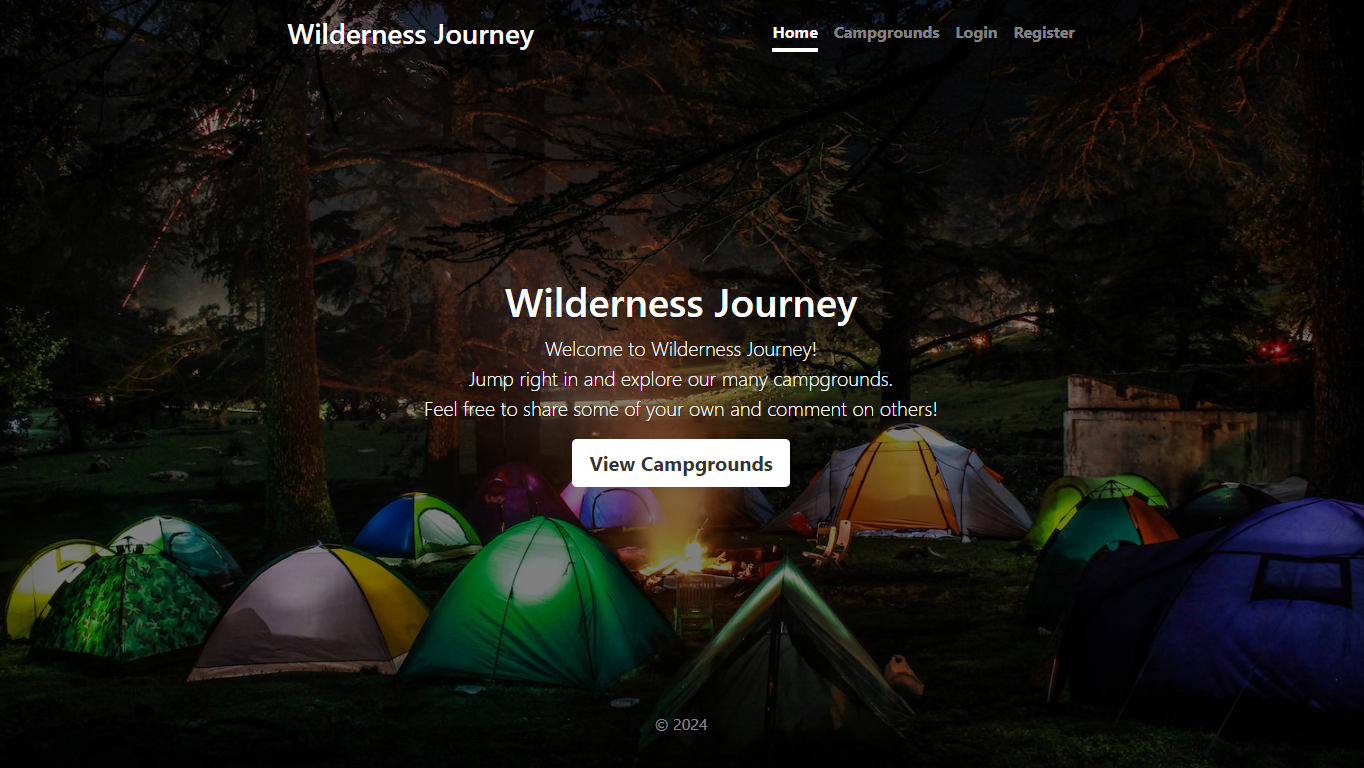 Wilderness Journey
Home Campgrounds Login Register
Wilderness Journey
Welcome to Wilderness Journey!
Jump right in and explore our many campgrounds.
Feel free to share some of your own and comment on others!
View Campgrounds
© 2024